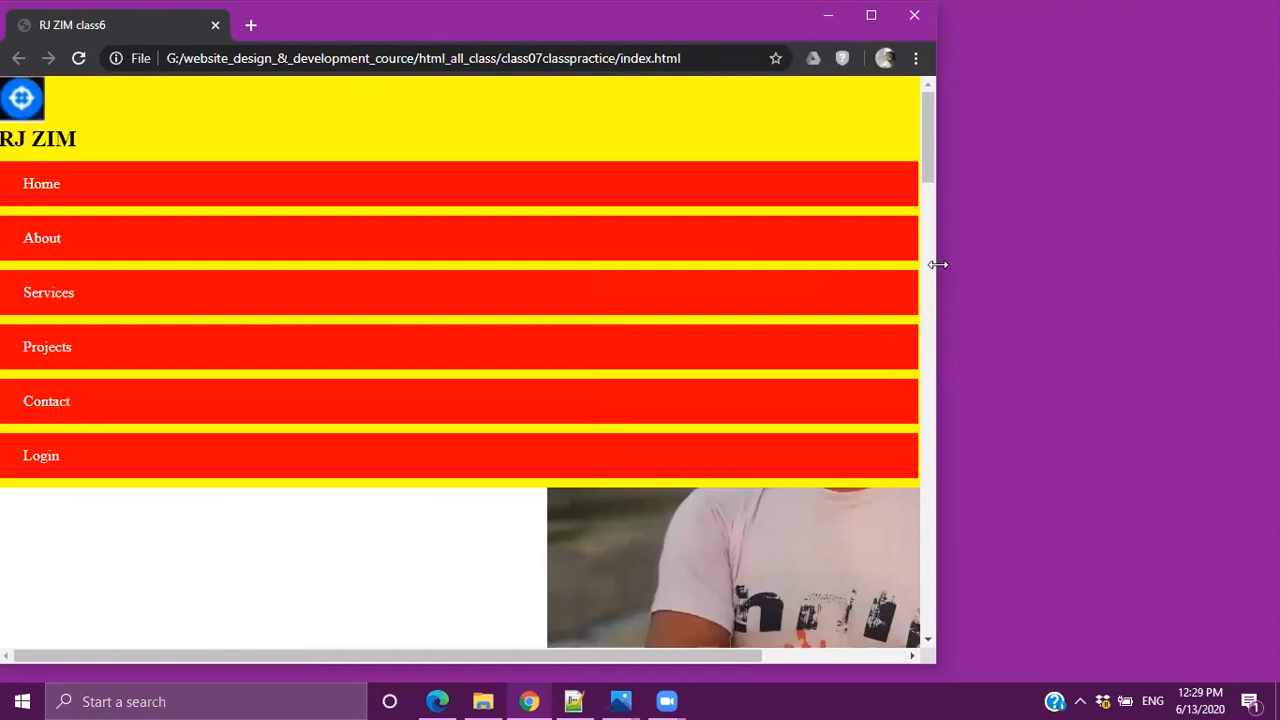 RJ ZIM class6
File G:/website_design_&_development_cource/html_all_class/class07classpractice/index.html
RJ ZIM
Home
About
Services
Projects
Contact
Login
Start a search
ENG
12:29 PM
6/13/2020
1